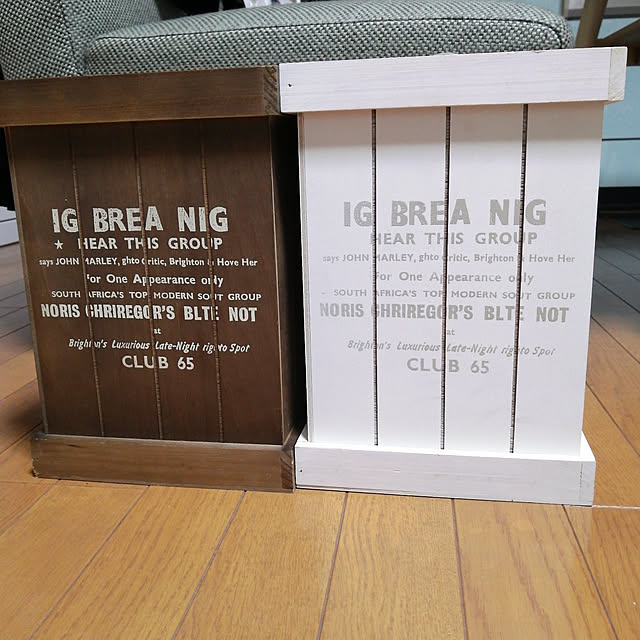 IG BREA NIG
★ HEAR THIS GROUP
says JOHN MARLEY, ghto Critic, Brighton & Hove Her
For One Appearance only
SOUTH AFRICA'S TOP MODERN SOUT GROUP
NORIS CHRIREGOR'S BLTE NOT
at
Brighton's Luxurious Late-Night rigsto Spot
CLUB 65
IG BREA NIG
HEAR THIS GROUP
says JOHN MARLEY, ghto Critic, Brighton & Hove Her
For One Appearance only
SOUTH AFRICA'S TOP MODERN SOUT GROUP
NORIS CHRIREGOR'S BLTE NOT
at
Brighton's Luxurious Late-Night Spot
CLUB 65